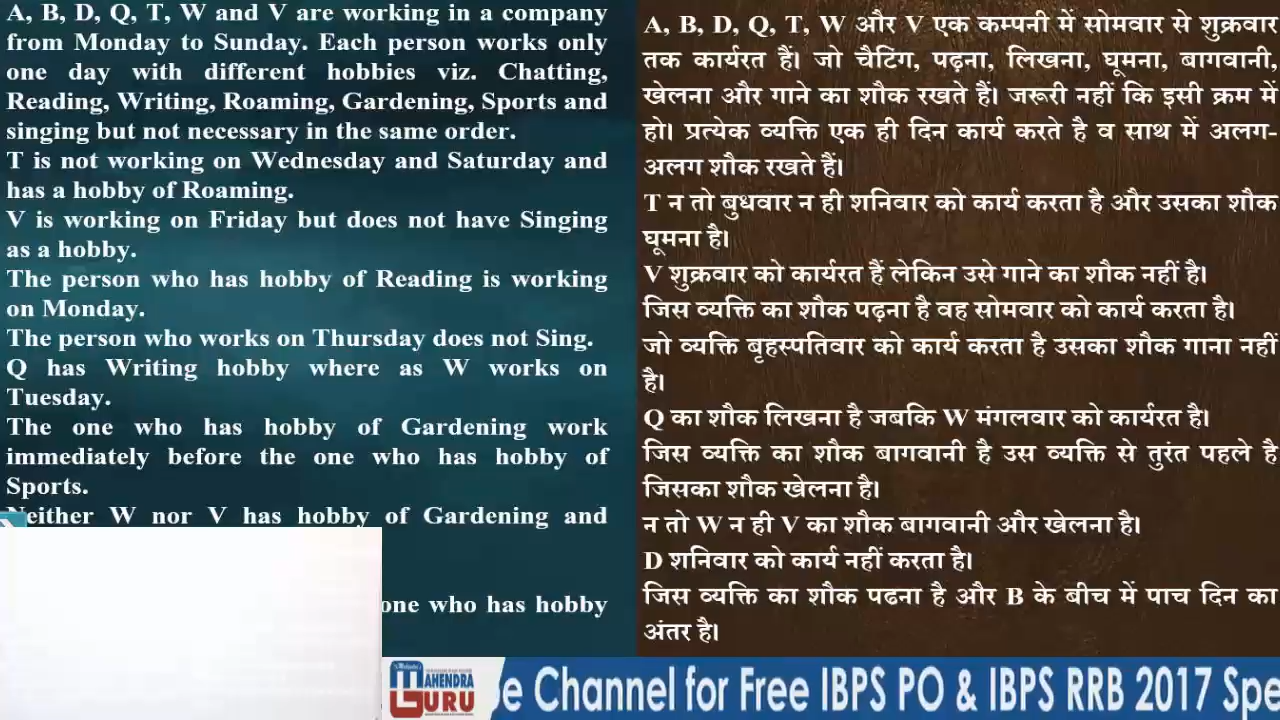 A, B, D, Q, T, W and V are working in a company
from Monday to Sunday. Each person works only
one day with different hobbies viz. Chatting,
Reading, Writing, Roaming, Gardening, Sports and
singing but not necessary in the same order.
T is not working on Wednesday and Saturday and
has a hobby of Roaming.
V is working on Friday but does not have Singing
as a hobby.
The person who has hobby of Reading is working
on Monday.
The person who works on Thursday does not Sing.
Q has Writing hobby where as W works on
Tuesday.
The one who has hobby of Gardening work
immediately before the one who has hobby of
Sports.
Neither W nor V has hobby of Gardening and
one who has hobby
A, B, D, Q, T, W और V एक कम्पनी में सोमवार से शुक्रवार
तक कार्यरत हैं। जो चैटिंग, पढ़ना, लिखना, घूमना, बागवानी,
खेलना और गाने का शौक रखते हैं। जरूरी नहीं कि इसी क्रम में
हो। प्रत्येक व्यक्ति एक ही दिन कार्य करते है व साथ में अलग-
अलग शौक रखते हैं।
T न तो बुधवार न ही शनिवार को कार्य करता है और उसका शौक
घूमना है।
V शुक्रवार को कार्यरत हैं लेकिन उसे गाने का शौक नहीं है।
जिस व्यक्ति का शौक पढ़ना है वह सोमवार को कार्य करता है।
जो व्यक्ति बृहस्पतिवार को कार्य करता है उसका शौक गाना नहीं
है।
Q का शौक लिखना है जबकि W मंगलवार को कार्यरत है।
जिस व्यक्ति का शौक बागवानी है उस व्यक्ति से तुरंत पहले है
जिसका शौक खेलना है।
न तो W न ही V का शौक बागवानी और खेलना है।
D शनिवार को कार्य नहीं करता है।
जिस व्यक्ति का शौक पढना है और B के बीच में पाच दिन का
अंतर है।
MAHENDRA
GURU
e Channel for Free IBPS PO & IBPS RRB 2017 Spe